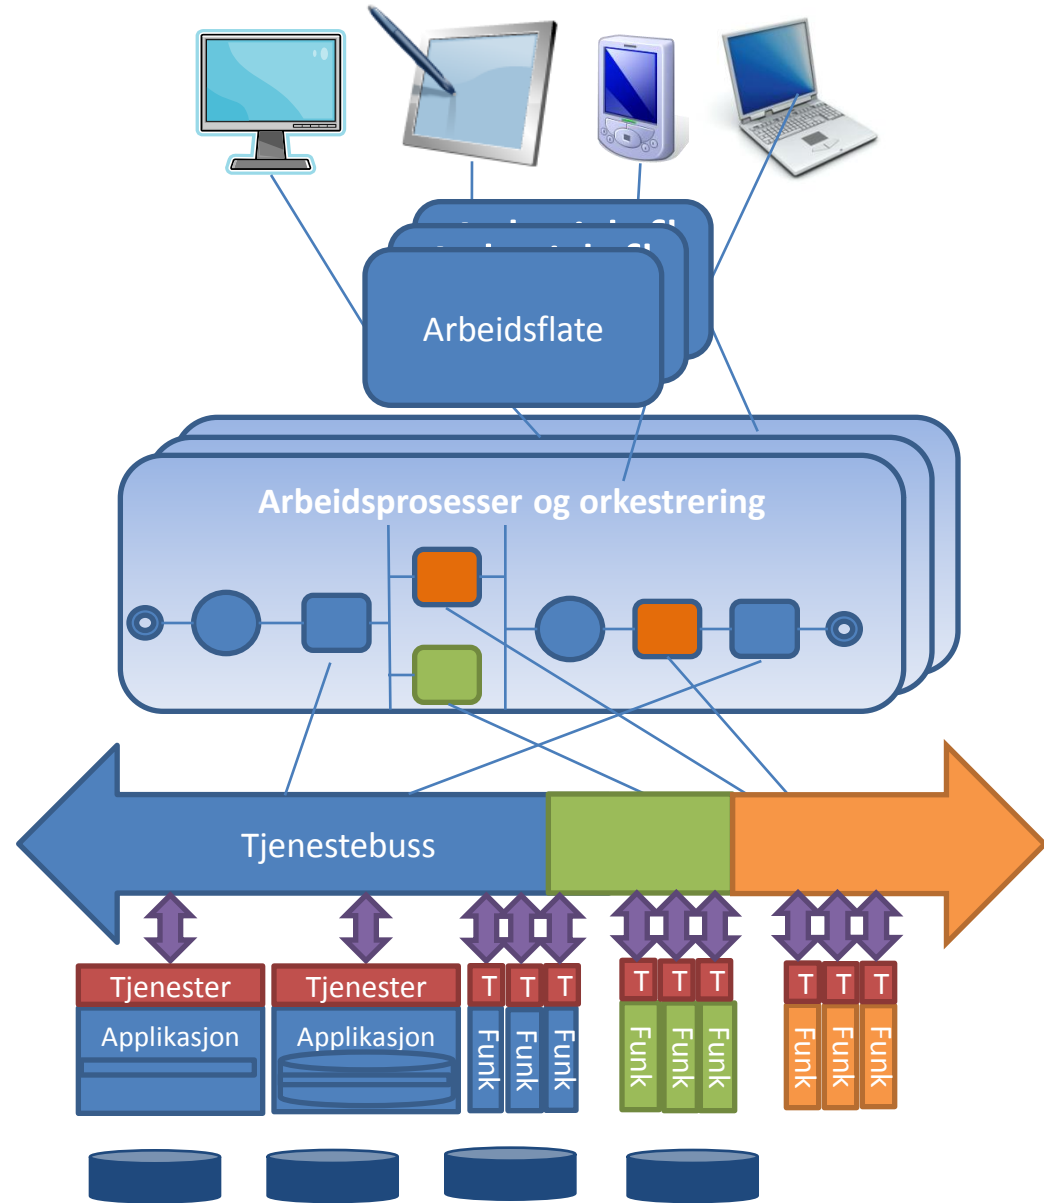 Arbeidsflate
Arbeidsprosesser og orkestrering
Tjenestebuss
Tjenester
Tjenester
T
T
T
T
T
T
T
T
T
Applikasjon
Applikasjon
Funk
Funk
Funk
Funk
Funk
Funk
Funk
Funk
Funk